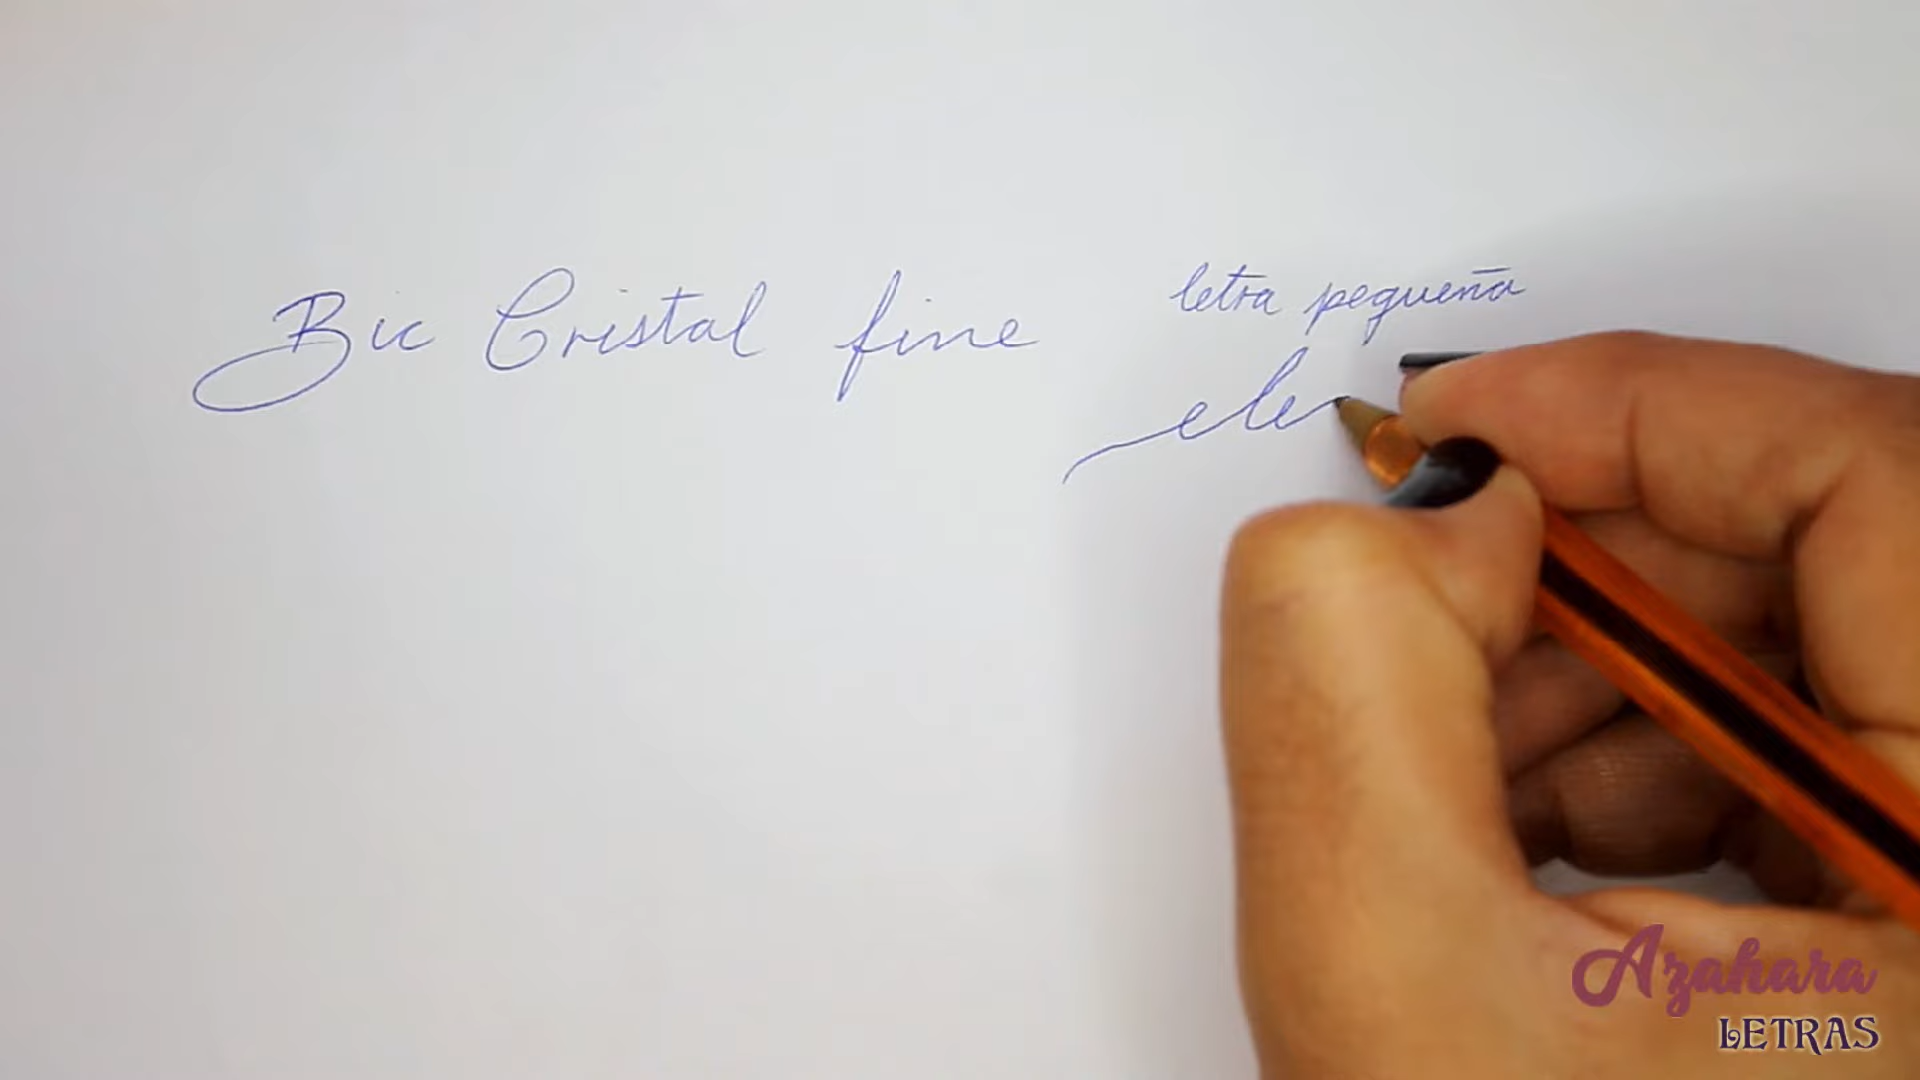 Bic Cristal fine
letra pequeña
ele
Azahara
LETRAS